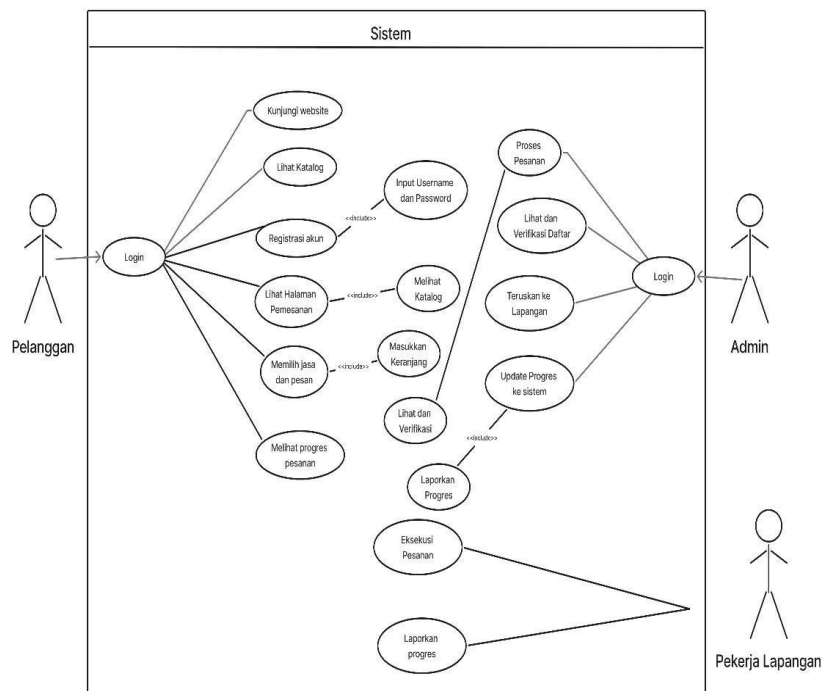 Sistem
Kunjungi website
Lihat Katalog
Input Username
dan Password
<<include>>
Registrasi akun
Login
Lihat Halaman
Pemesanan
<<include>>
Melihat
Katalog
Memilih jasa
dan pesan
<<include>>
Masukkan
Keranjang
Melihat progres
pesanan
Pelanggan
Proses
Pesanan
Lihat dan
Verifikasi Daftar
Login
Teruskan ke
Lapangan
Update Progres
ke sistem
Lihat dan
Verifikasi
<<include>>
Laporkan
Progres
Admin
Eksekusi
Pesanan
Laporkan
progres
Pekerja Lapangan